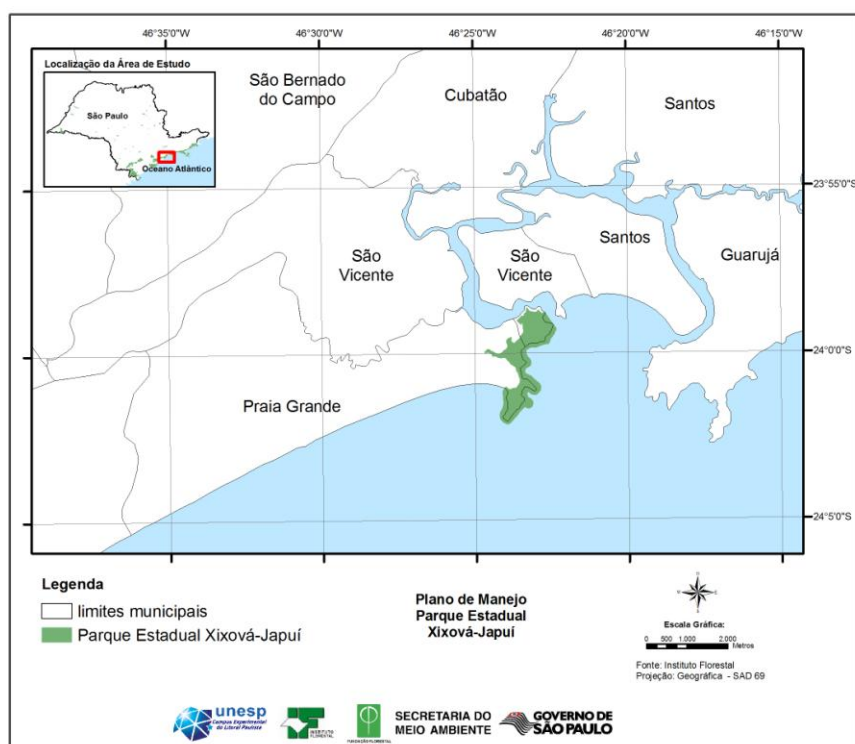 46°35'0"W
46°30'0"W
46°25'0"W
46°20'0"W
46°15'0"W
Localização da Área de Estudo
São Paulo
Oceano Atlântico
São Bernado
do Campo
Cubatão
Santos
23°55'0"S
São
Vicente
São
Vicente
Santos
Guarujá
24°0'0"S
Praia Grande
24°5'0"S
Legenda
limites municipais
Parque Estadual Xixová-Japuí
Plano de Manejo
Parque Estadual
Xixová-Japuí
Escala Gráfica:
0 500 1.000 2.000
Metros
Fonte: Instituto Florestal
Projeção: Geográfica - SAD 69
unesp
Campus Experimental
do Litoral Paulista
INSTITUTO
FLORESTAL
FUNDAÇÃO FLORESTAL
SECRETARIA DO
MEIO AMBIENTE
GOVERNO DE
SÃO PAULO